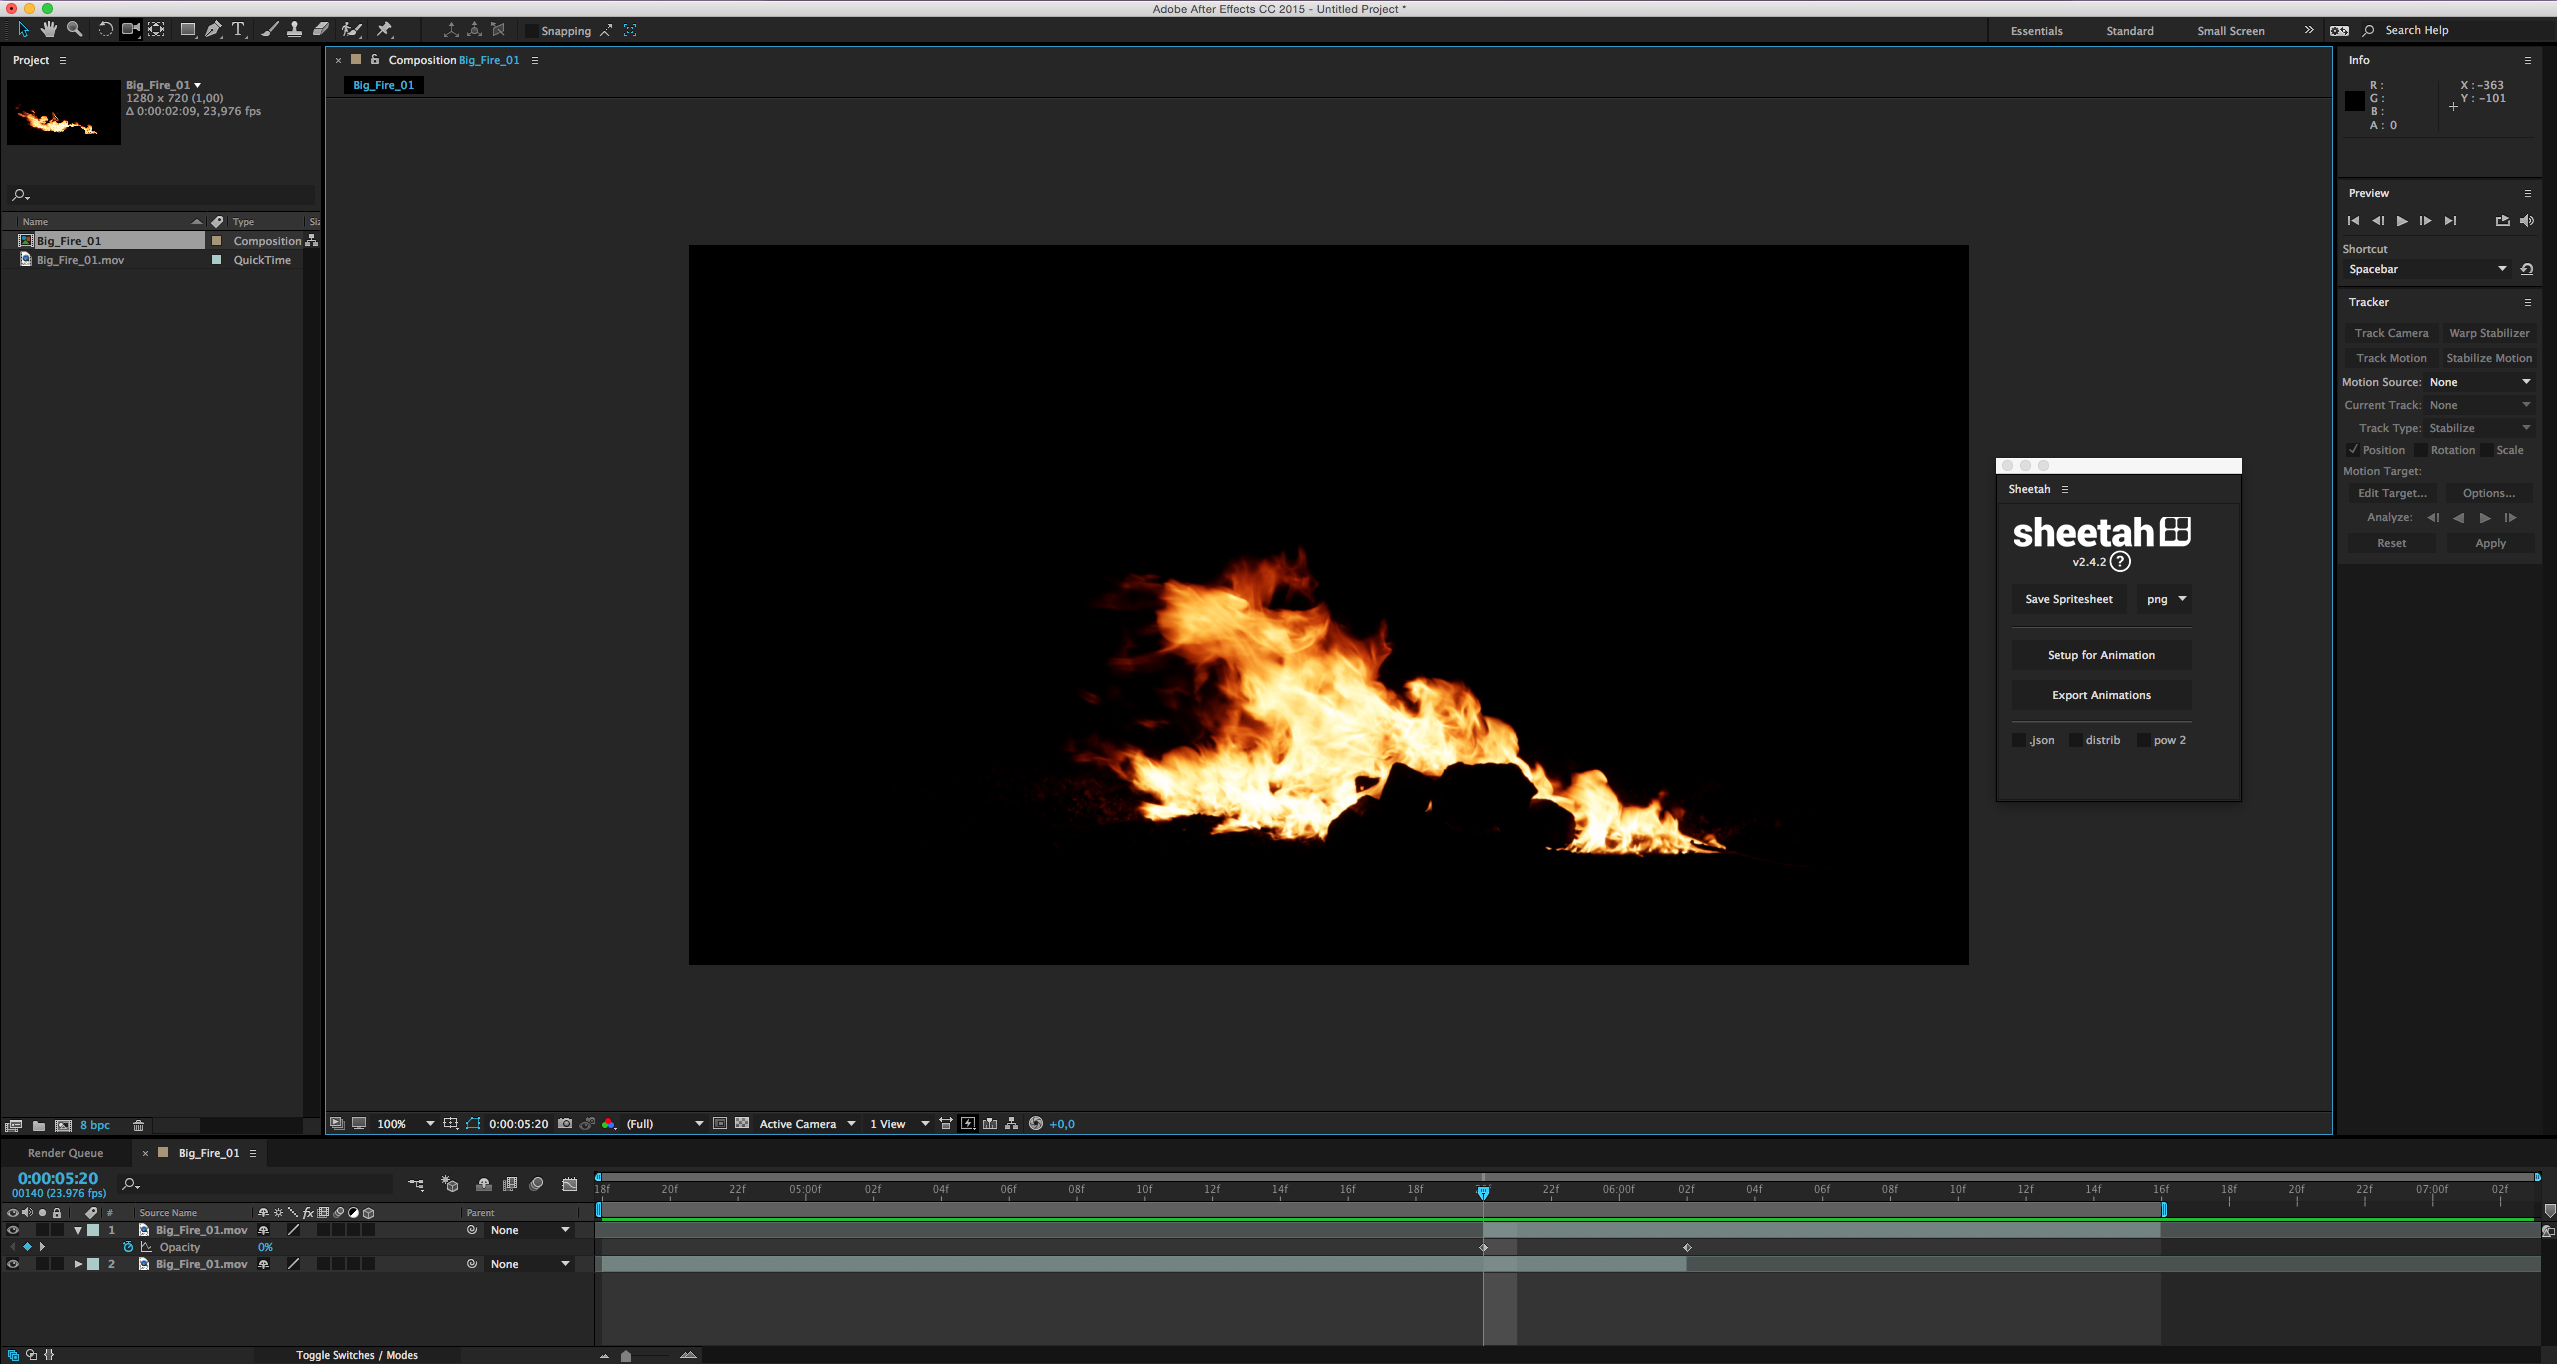 Adobe After Effects CC 2015 - Untitled Project *
Snapping
Essentials
Standard
Small Screen
Search Help
Project
Big_Fire_01
1280 x 720 (1,00)
Δ 0:00:02:09, 23,976 fps
Name
Type
Siz
Big_Fire_01
Composition
Big_Fire_01.mov
QuickTime
8 bpc
Composition Big_Fire_01
Big_Fire_01
100%
0:00:05:20
(Full)
Active Camera
1 View
+0,0
Info
R :
G :
B :
A : 0
X : -363
Y : -101
Preview
Shortcut
Spacebar
Tracker
Track Camera
Warp Stabilizer
Track Motion
Stabilize Motion
Motion Source: None
Current Track: None
Track Type: Stabilize
Position
Rotation
Scale
Motion Target:
Edit Target...
Options...
Analyze:
Reset
Apply
Sheetah
sheetah
v2.4.2 ?
Save Spritesheet
png
Setup for Animation
Export Animations
.json
distrib
pow 2
Render Queue
Big_Fire_01
0:00:05:20
00140 (23.976 fps)
18f 20f 22f 05:00f 02f 04f 06f 08f 10f 12f 14f 16f 18f 22f 06:00f 02f 04f 06f 08f 10f 12f 14f 16f 18f 20f 22f 07:00f 02f
# Source Name fx Parent
1 Big_Fire_01.mov None
Opacity 0%
2 Big_Fire_01.mov None
Toggle Switches / Modes